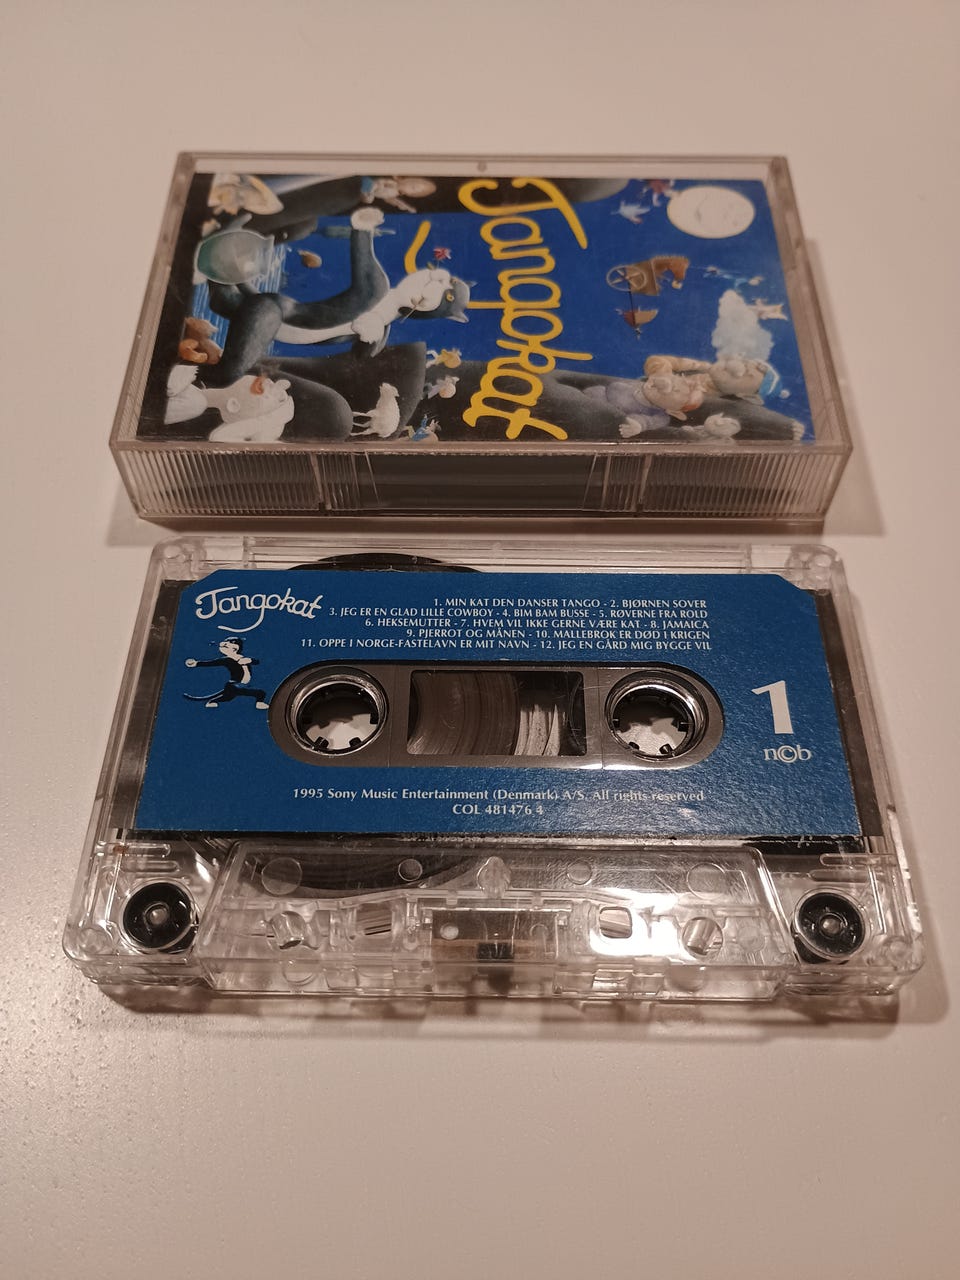 Tangokat
Tangokat
1. MIN KAT DEN DANSER TANGO - 2. BJØRNEN SOVER
3. JEG ER EN GLAD LILLE COWBOY - 4. BIM BAM BUSSE - 5. RØVERNE FRA ROLD
6. HEKSEMUTTER - 7. HVEM VIL IKKE GERNE VÆRE KAT - 8. JAMAICA
9. PJERROT OG MÅNEN - 10. MALLEBROK ER DØD I KRIGEN
11. OPPE I NORGE-FASTELAVN ER MIT NAVN - 12. JEG EN GÅRD MIG BYGGE VIL
1
n©b
1995 Sony Music Entertainment (Denmark) A/S. All rights reserved
COL 481476 4